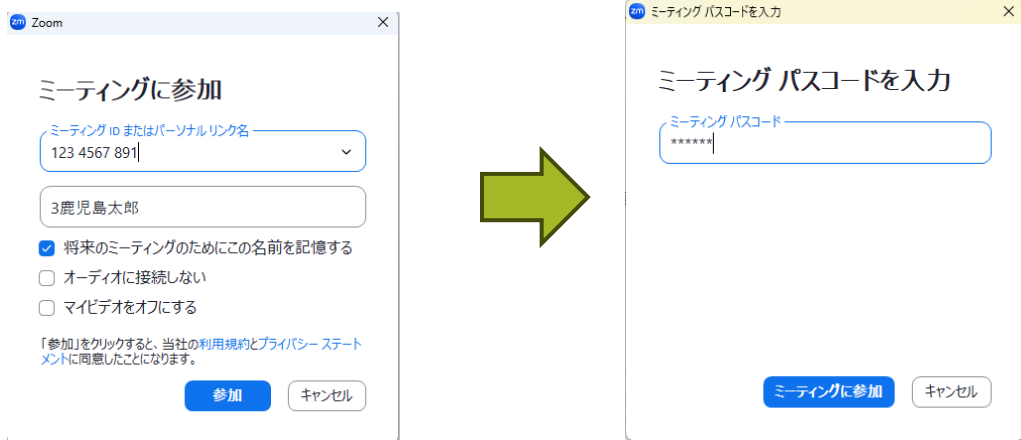 zm Zoom
ミーティングに参加
ミーティング ID またはパーソナル リンク名
123 4567 891
3鹿児島太郎
将来のミーティングのためにこの名前を記憶する
オーディオに接続しない
マイビデオをオフにする
「参加」をクリックすると、当社の利用規約とプライバシー ステート
メントに同意したことになります。
参加 キャンセル
zm ミーティング パスコードを入力
ミーティング パスコードを入力
ミーティング パスコード
******
ミーティングに参加 キャンセル